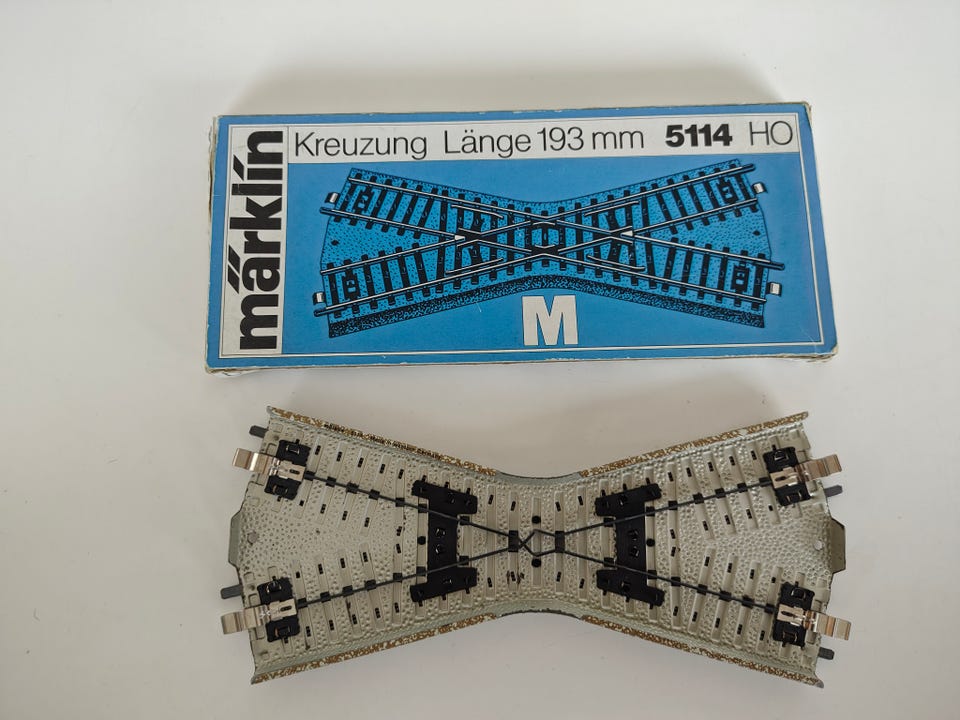 märklin
Kreuzung Länge 193 mm 5114 HO
M